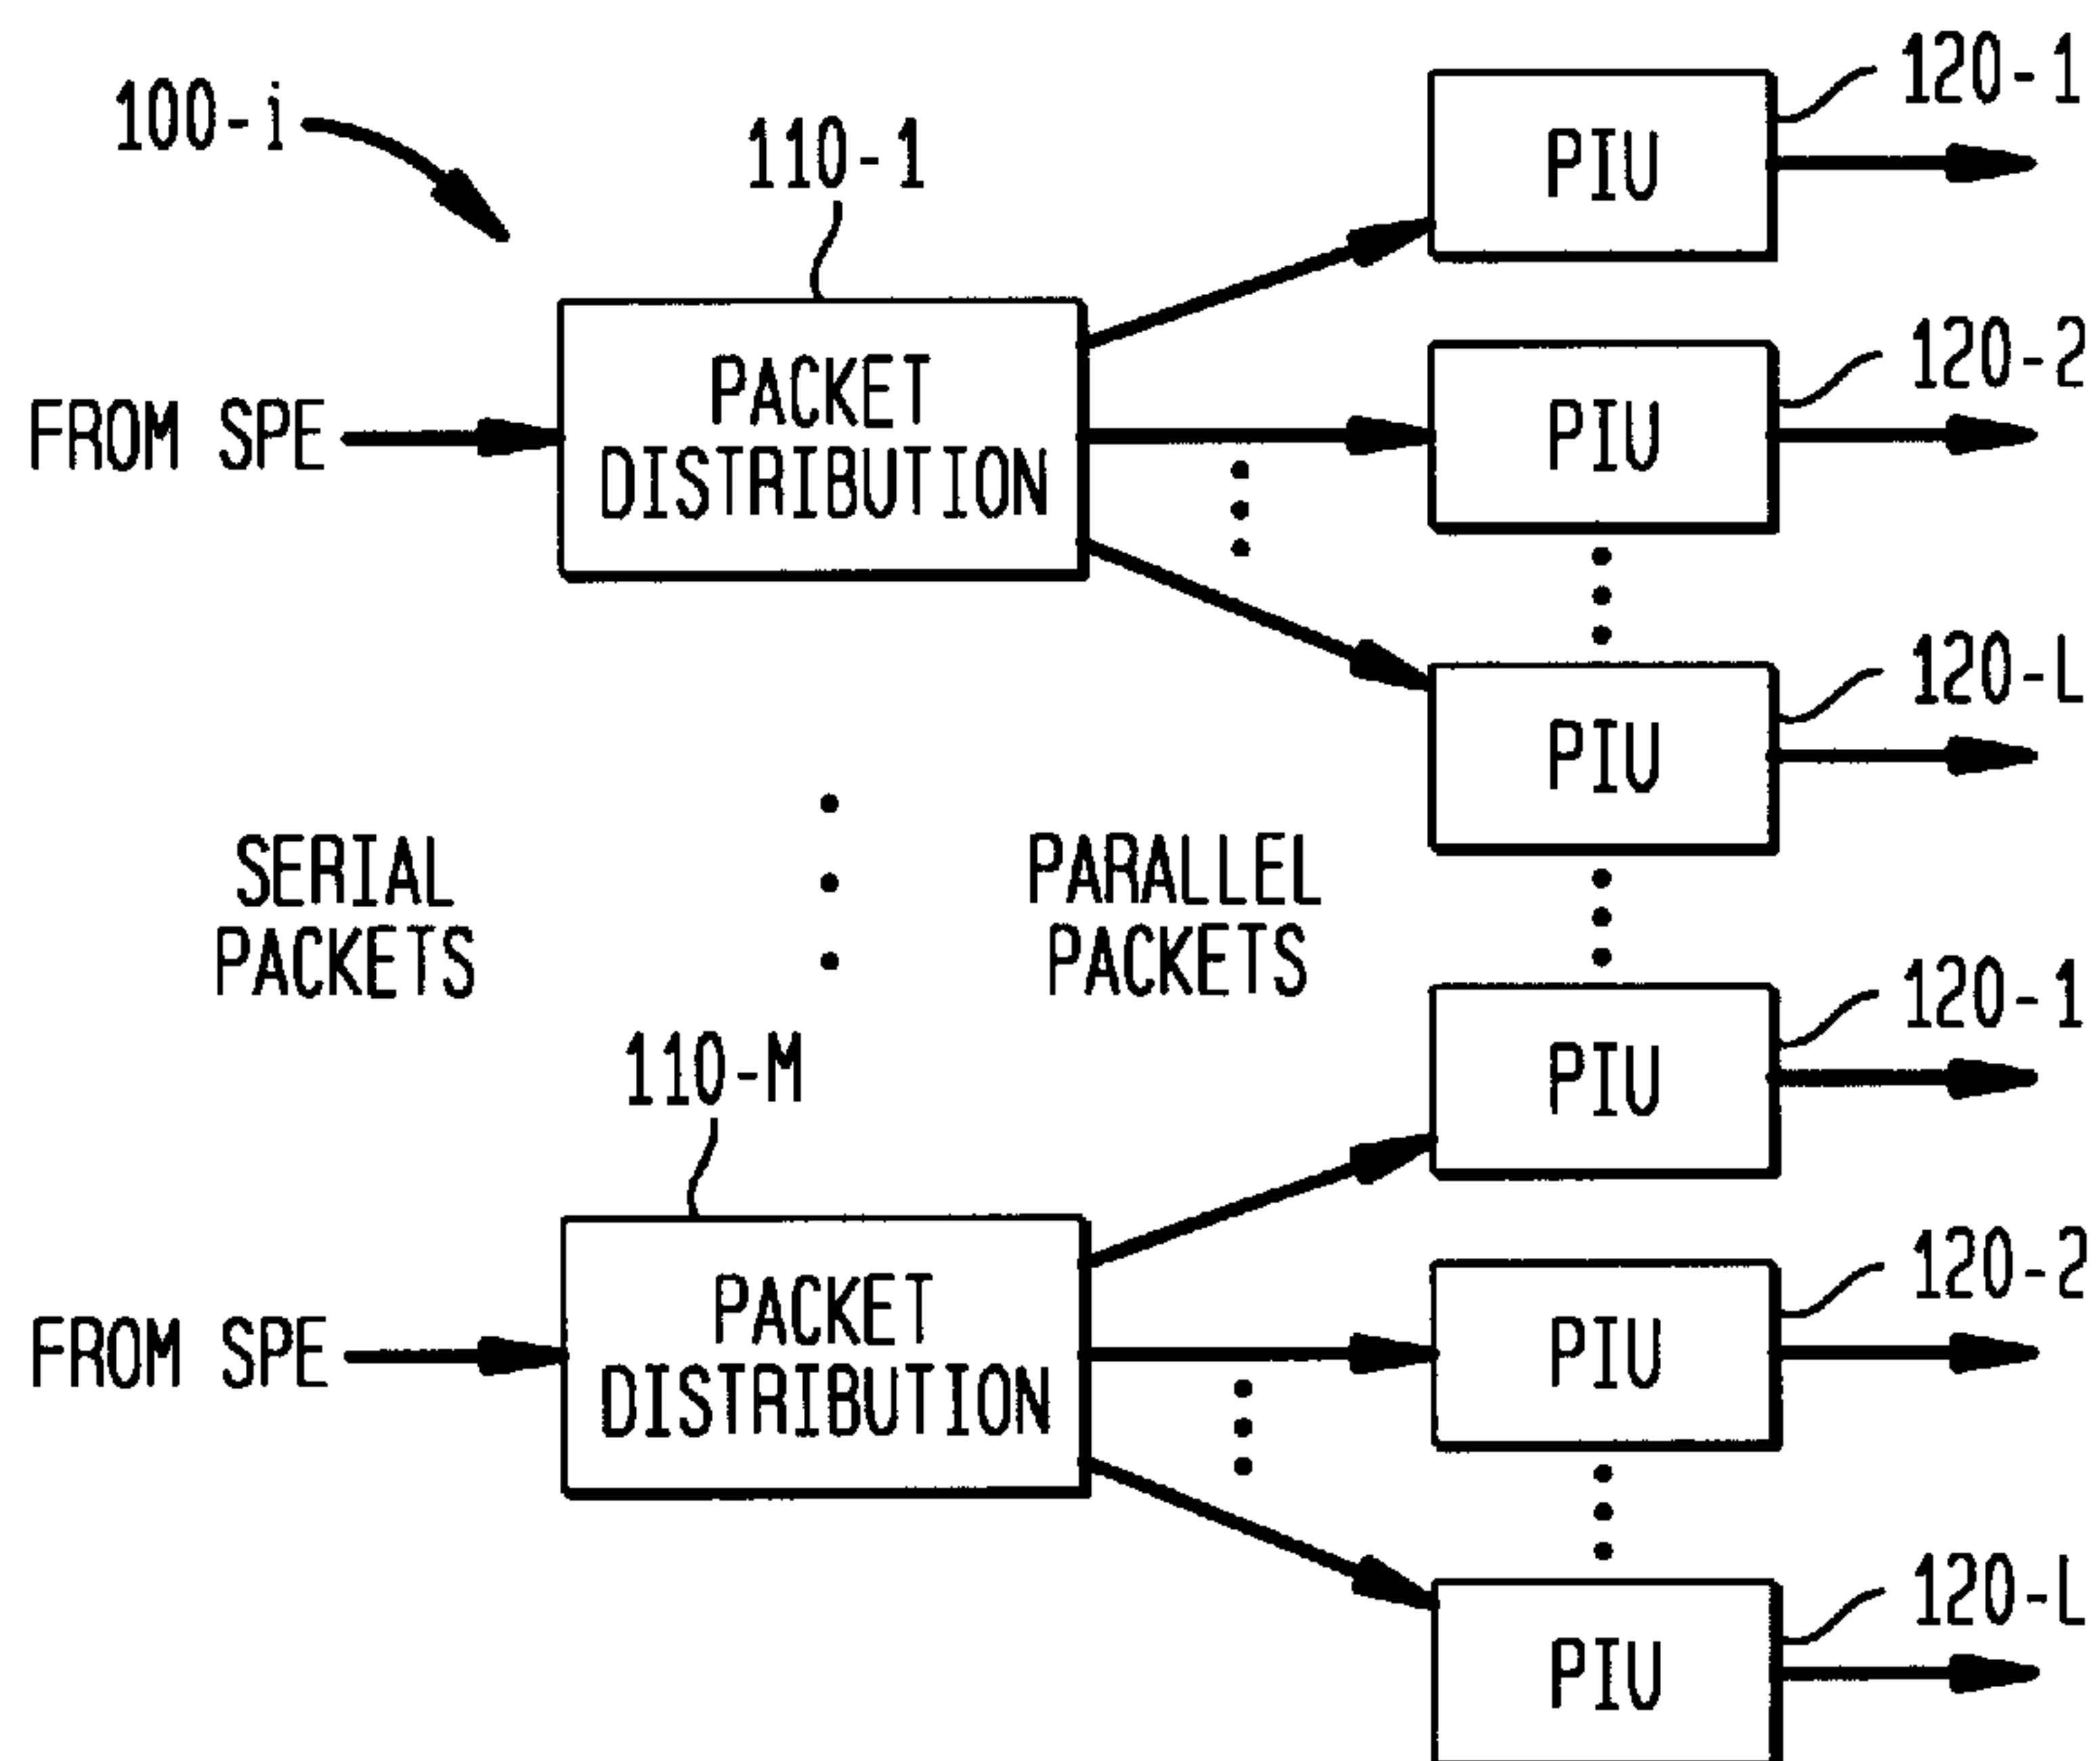 100-i
110-1
120-1
PIU
120-2
FROM SPE
PACKET
DISTRIBUTION
PIU
120-L
PIU
SERIAL
PACKETS
PARALLEL
PACKETS
120-1
PIU
110-M
120-2
FROM SPE
PACKET
DISTRIBUTION
PIU
120-L
PIU